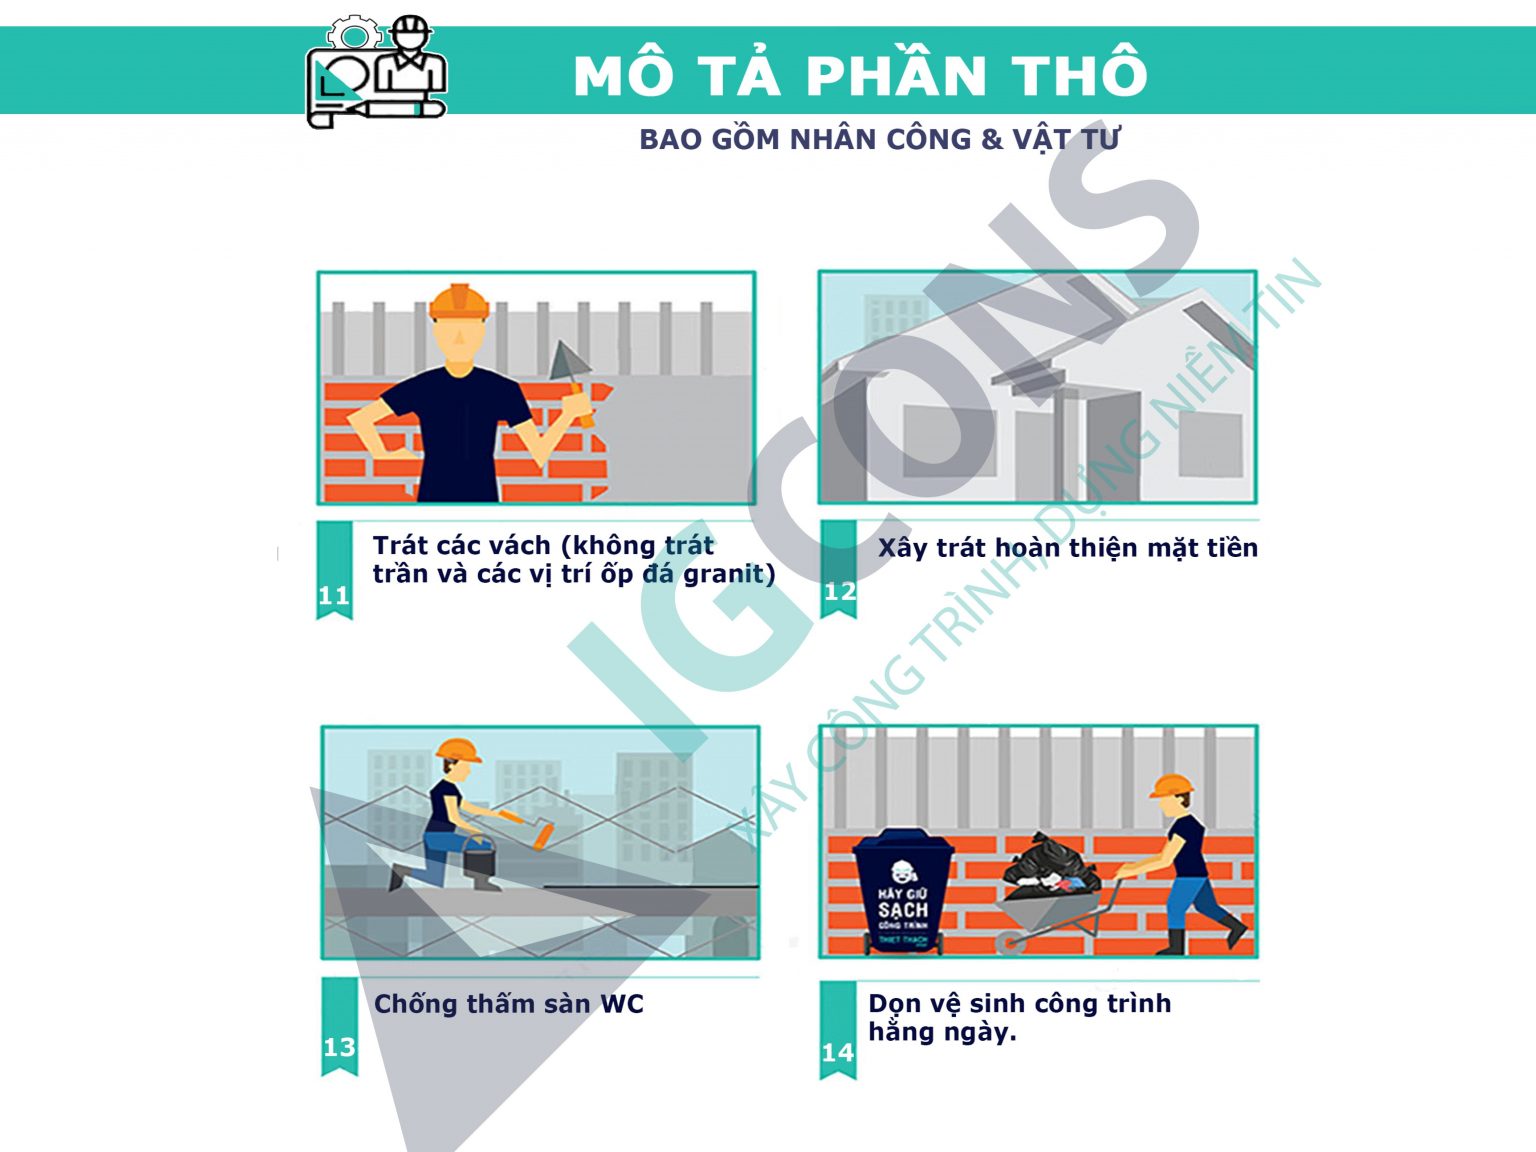 MÔ TẢ PHẦN THÔ
BAO GỒM NHÂN CÔNG & VẬT TƯ
11
Trát các vách (không trát
trần và các vị trí ốp đá granit)
12
Xây trát hoàn thiện mặt tiền
IGCONS
XÂY CÔNG TRÌNH, DỰNG NIỀM TIN
13
Chống thấm sàn WC
HÃY GIỮ
SẠCH
CÔNG TRÌNH
THIET THACH
14
Dọn vệ sinh công trình
hằng ngày.